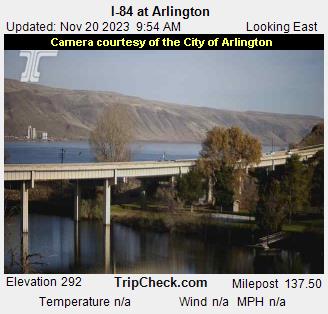 I-84 at Arlington
Updated: Nov 20 2023 9:54 AM Looking East
Camera courtesy of the City of Arlington
Elevation 292 TripCheck.com Milepost 137.50
Temperature n/a Wind n/a MPH n/a